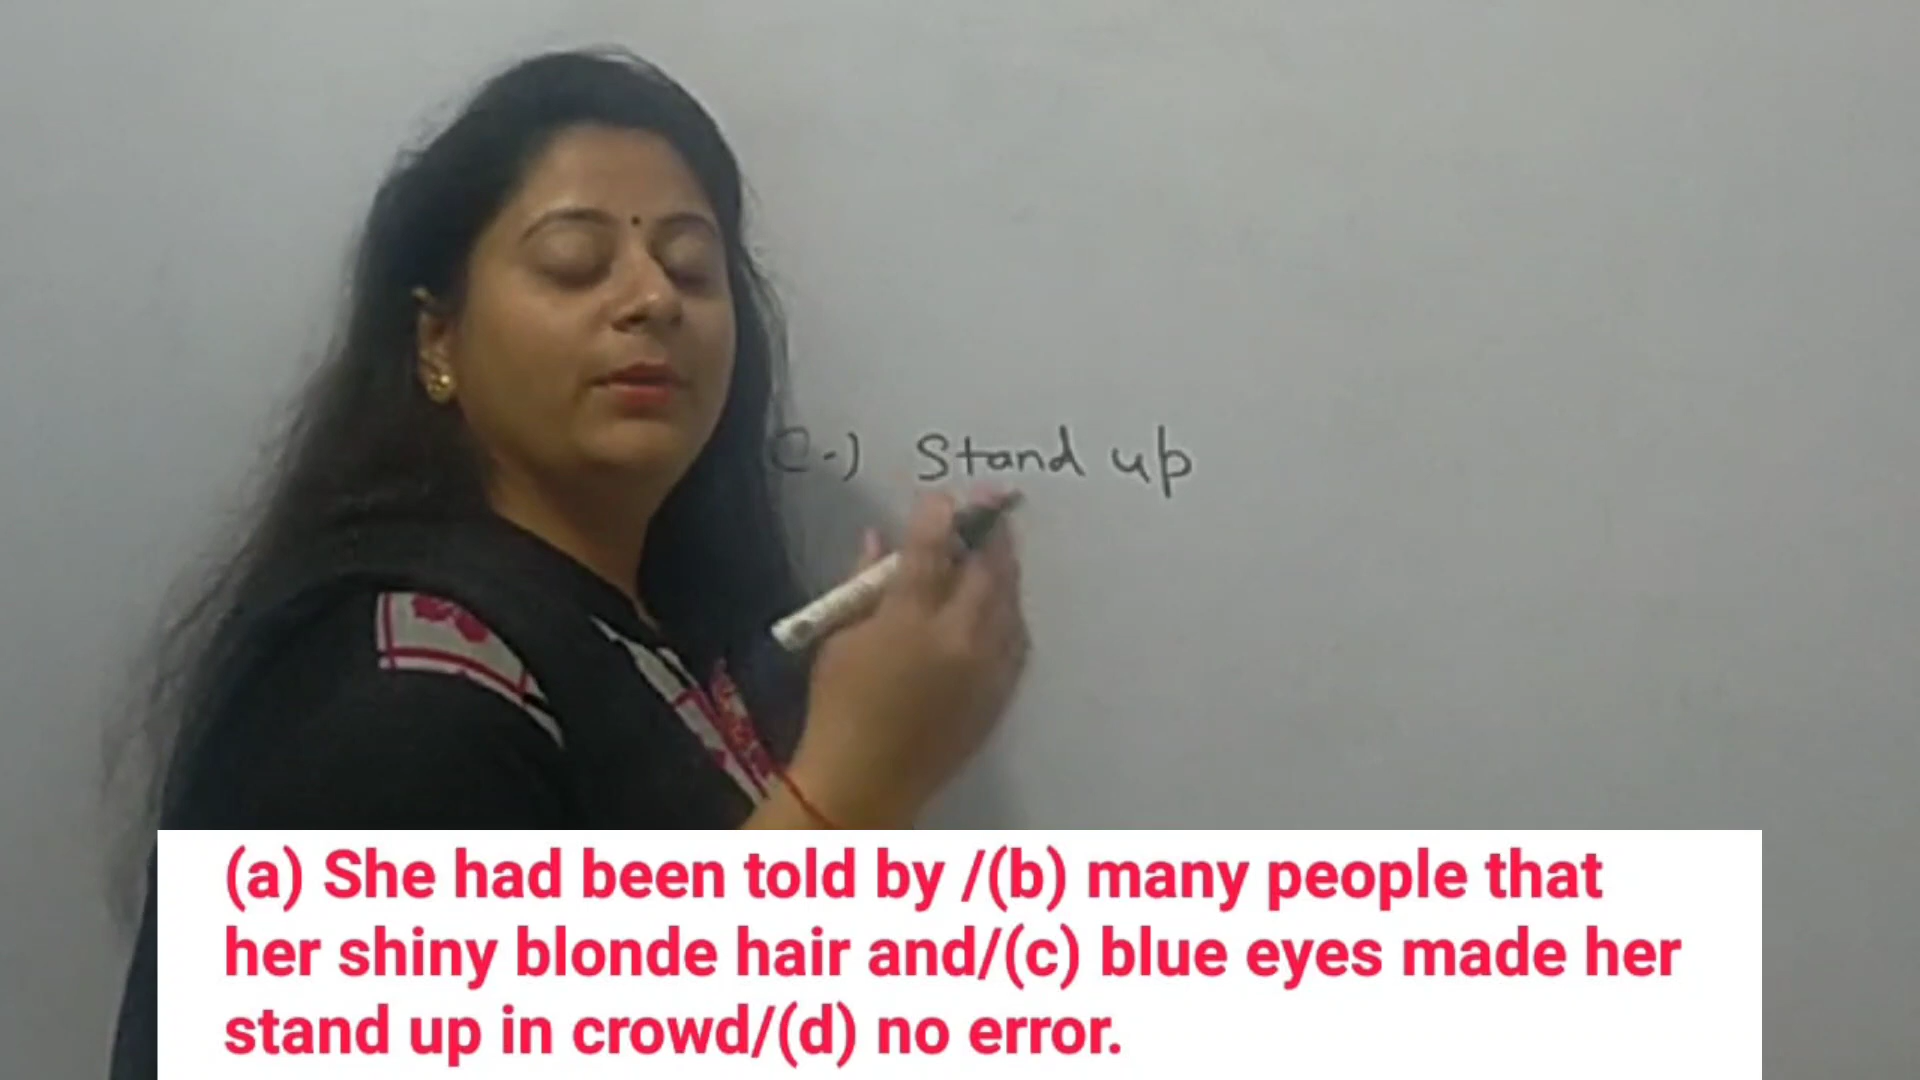 C.) Stand up
(a) She had been told by /(b) many people that
her shiny blonde hair and/(c) blue eyes made her
stand up in crowd/(d) no error.